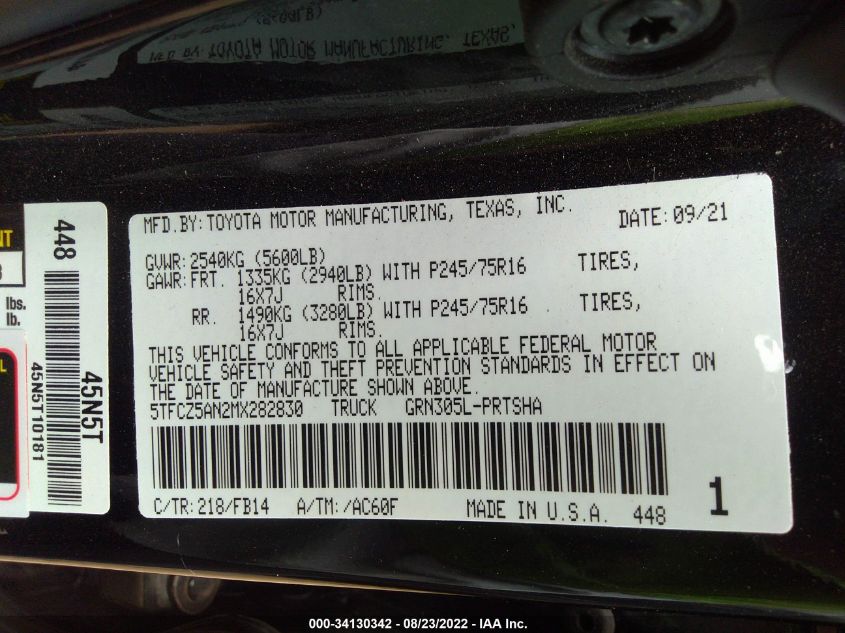 MFD.BY:TOYOTA MOTOR MANUFACTURING, TEXAS, INC. DATE:09/21
GVWR:2540KG (5600LB)
GAWR:FRT. 1335KG (2940LB) WITH P245/75R16 TIRES,
16X7J RIMS.
RR. 1490KG (3280LB) WITH P245/75R16 TIRES,
16X7J RIMS.
THIS VEHICLE CONFORMS TO ALL APPLICABLE FEDERAL MOTOR
VEHICLE SAFETY AND THEFT PREVENTION STANDARDS IN EFFECT ON
THE DATE OF MANUFACTURE SHOWN ABOVE.
5TFCZ5AN2MX282830 TRUCK GRN305L-PRTSHA
C/TR:218/FB14 A/TM:/AC60F MADE IN U.S.A. 448 1
448
45N5T
45N5T10181
NT
lbs.
lb.
L
000-34130342 - 08/23/2022 - IAA Inc.